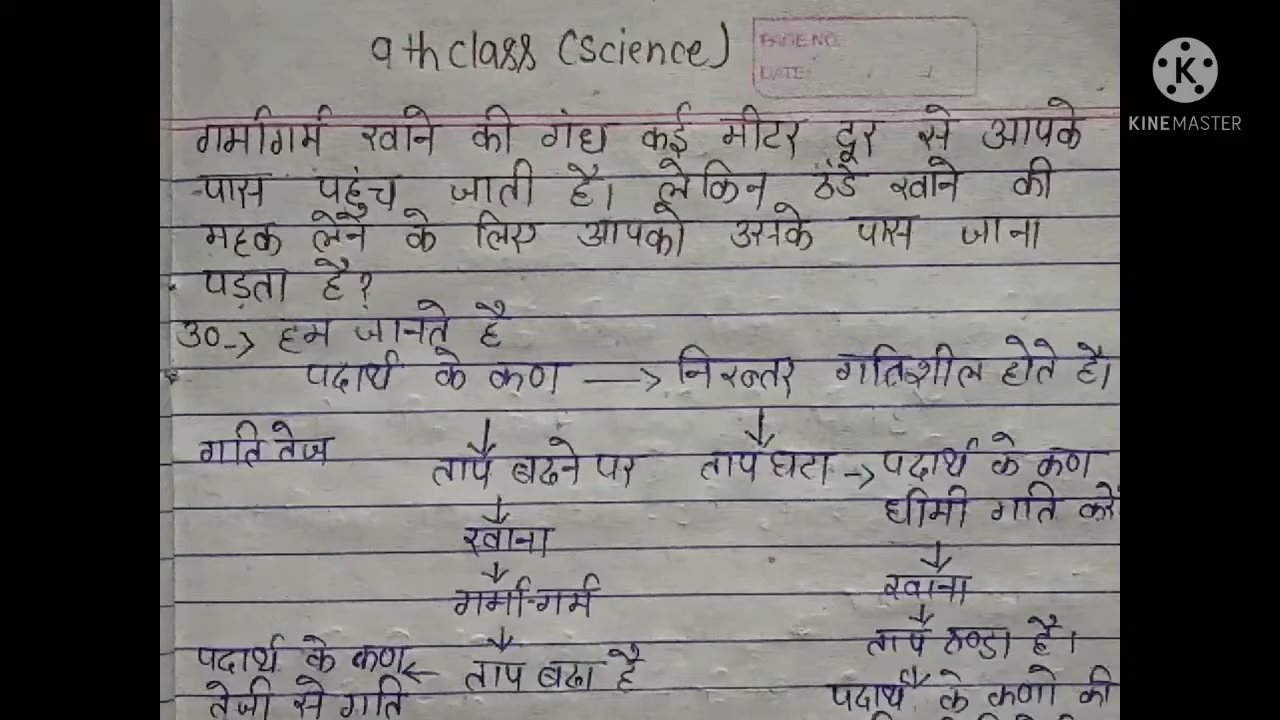 9th class (Science)
PAGE NO.
DATE:
K
KINEMASTER
गर्मागर्म खाने की गंध कई मीटर दूर से आपके
पास पहुंच जाती है। लेकिन ठंडे खाने की
महक लेने के लिए आपको उसके पास जाना
पड़ता है?
उ०→ हम जानते है
पदार्थ के कण → निरन्तर गतिशील होते है।
गति तेज ताप बढने पर ताप घटा → पदार्थ के कण
धीमी गति करे
खाना
खाना
गर्मा-गर्म
ताप ठण्डा है।
पदार्थ के कण ← ताप बढा है
तेजी से गति
पदार्थ के कणो की